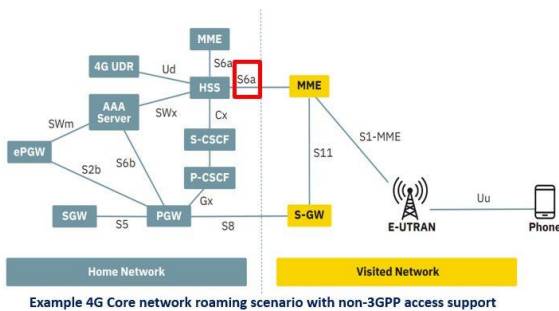 MME
4G UDR
Ud
S6a
HSS
S6a
MME
AAA
Server
SWx
Cx
SWm
S-CSCF
S1-MME
ePGW
S11
S2b
S6b
P-CSCF
Gx
Uu
SGW
S5
PGW
S8
S-GW
E-UTRAN
Phone
Home Network
Visited Network
Example 4G Core network roaming scenario with non-3GPP access support